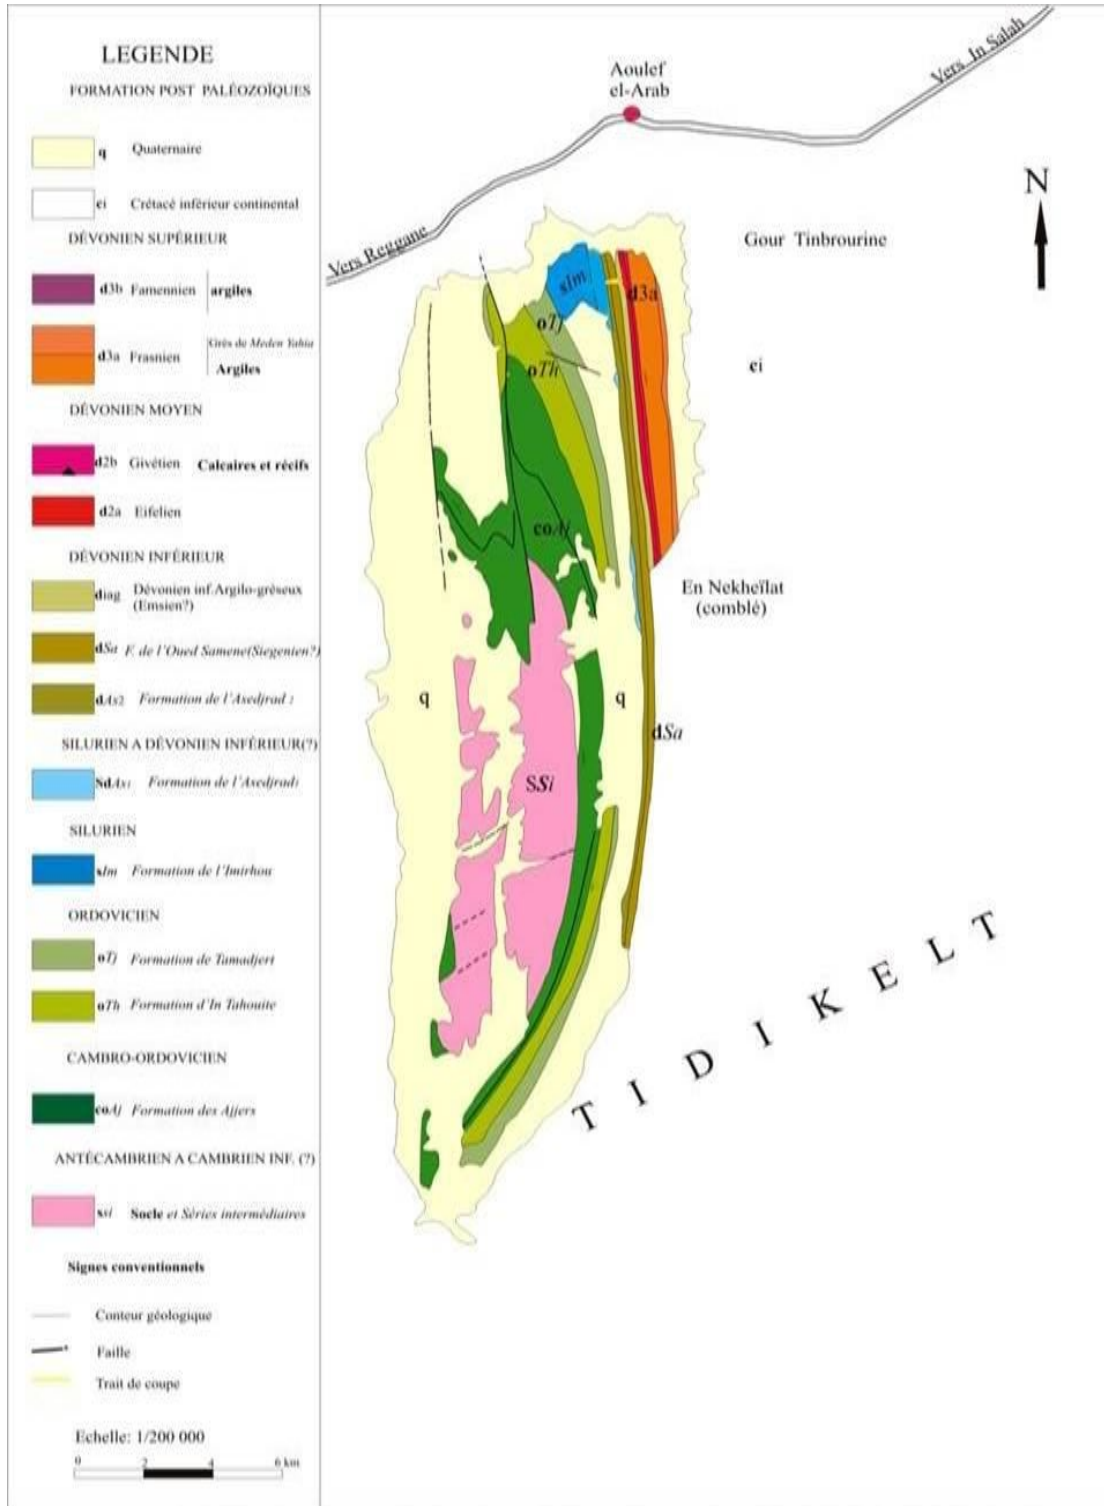 LEGENDE
FORMATION POST PALÉOZOÏQUES
q Quaternaire
ci Crétacé inférieur continental
DÉVONIEN SUPÉRIEUR
d3b Famennien argiles
d3a Frasnien
Grès de Meden Yahia
Argiles
DÉVONIEN MOYEN
d2b Givétien Calcaires et récifs
d2a Eifelien
DÉVONIEN INFÉRIEUR
diag Dévonien inf.Argilo-gréseux
(Emsien?)
dSa F. de l'Oued Samene(Siegenien?)
dAs2 Formation de l'Asedjrad 2
SILURIEN A DÉVONIEN INFÉRIEUR(?)
SdAs1 Formation de l'Asedjrad1
SILURIEN
sIm Formation de l'Imirhou
ORDOVICIEN
oTj Formation de Tamadjert
oTh Formation d'In Tahouite
CAMBRO-ORDOVICIEN
coAj Formation des Ajjers
ANTÉCAMBRIEN A CAMBRIEN INF. (?)
ssi Socle et Séries intermédiaires
Signes conventionnels
Contour géologique
Faille
Trait de coupe
Echelle: 1/200 000
0 2 4 6 km
Aoulef
el-Arab
Vers In Salah
Vers Reggane
N
Gour Tinbrourine
sIm
d3a
oTj
oTh
ci
coAj
En Nekheïlat
(comblé)
q
q
dSa
SSi
TIDIKELT